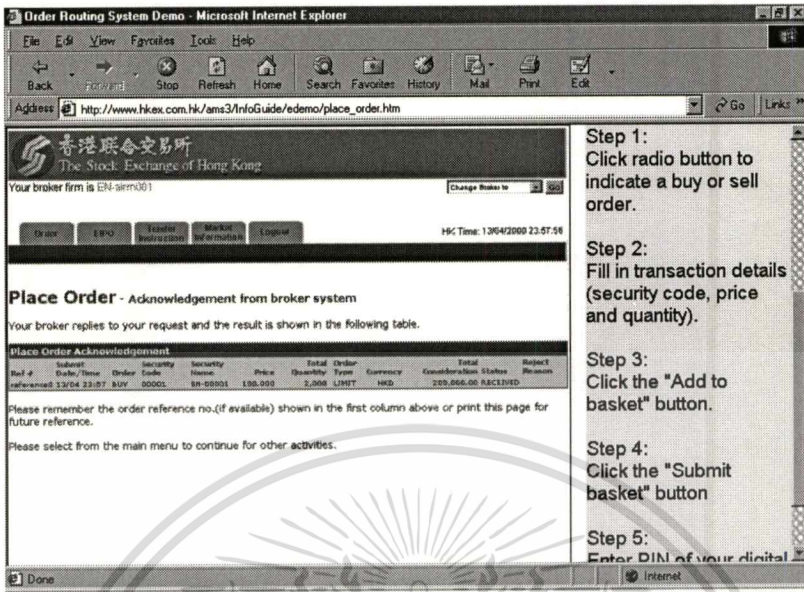 Order Routing System Demo - Microsoft Internet Explorer
File Edit View Favorites Tools Help
Back Forward Stop Refresh Home Search Favorites History Mail Print Edit
Address http://www.hkex.com.hk/ams3/InfoGuide/edemo/place_order.htm Go Links »
香港联合交易所
The Stock Exchange of Hong Kong
Your broker firm is EN-airm001 Change Broker to Go
Order EIPO Transfer Instruction Market Information Logout HK Time: 13/04/2000 23:57:56
Place Order - Acknowledgement from broker system
Your broker replies to your request and the result is shown in the following table.
Place Order Acknowledgement
Submit Security Security Total Order Total Reject
Ref # Date/Time Order Code Name Price Quantity Type Currency Consideration Status Reason
referenced 13/04 23:57 BUY 00001 SN-00001 100.000 2,000 LIMIT HKD RECEIVED
Please remember the order reference no.(if available) shown in the first column
above or print this page for
future reference.
Please select from the main menu to continue for other activities.
Step 1:
Click radio button to
indicate a buy or sell
order.
Step 2:
Fill in transaction details
(security code, price
and quantity).
Step 3:
Click the "Add to
basket" button.
Step 4:
Click the "Submit
basket" button
Step 5:
Enter PIN of your digital
Done Internet